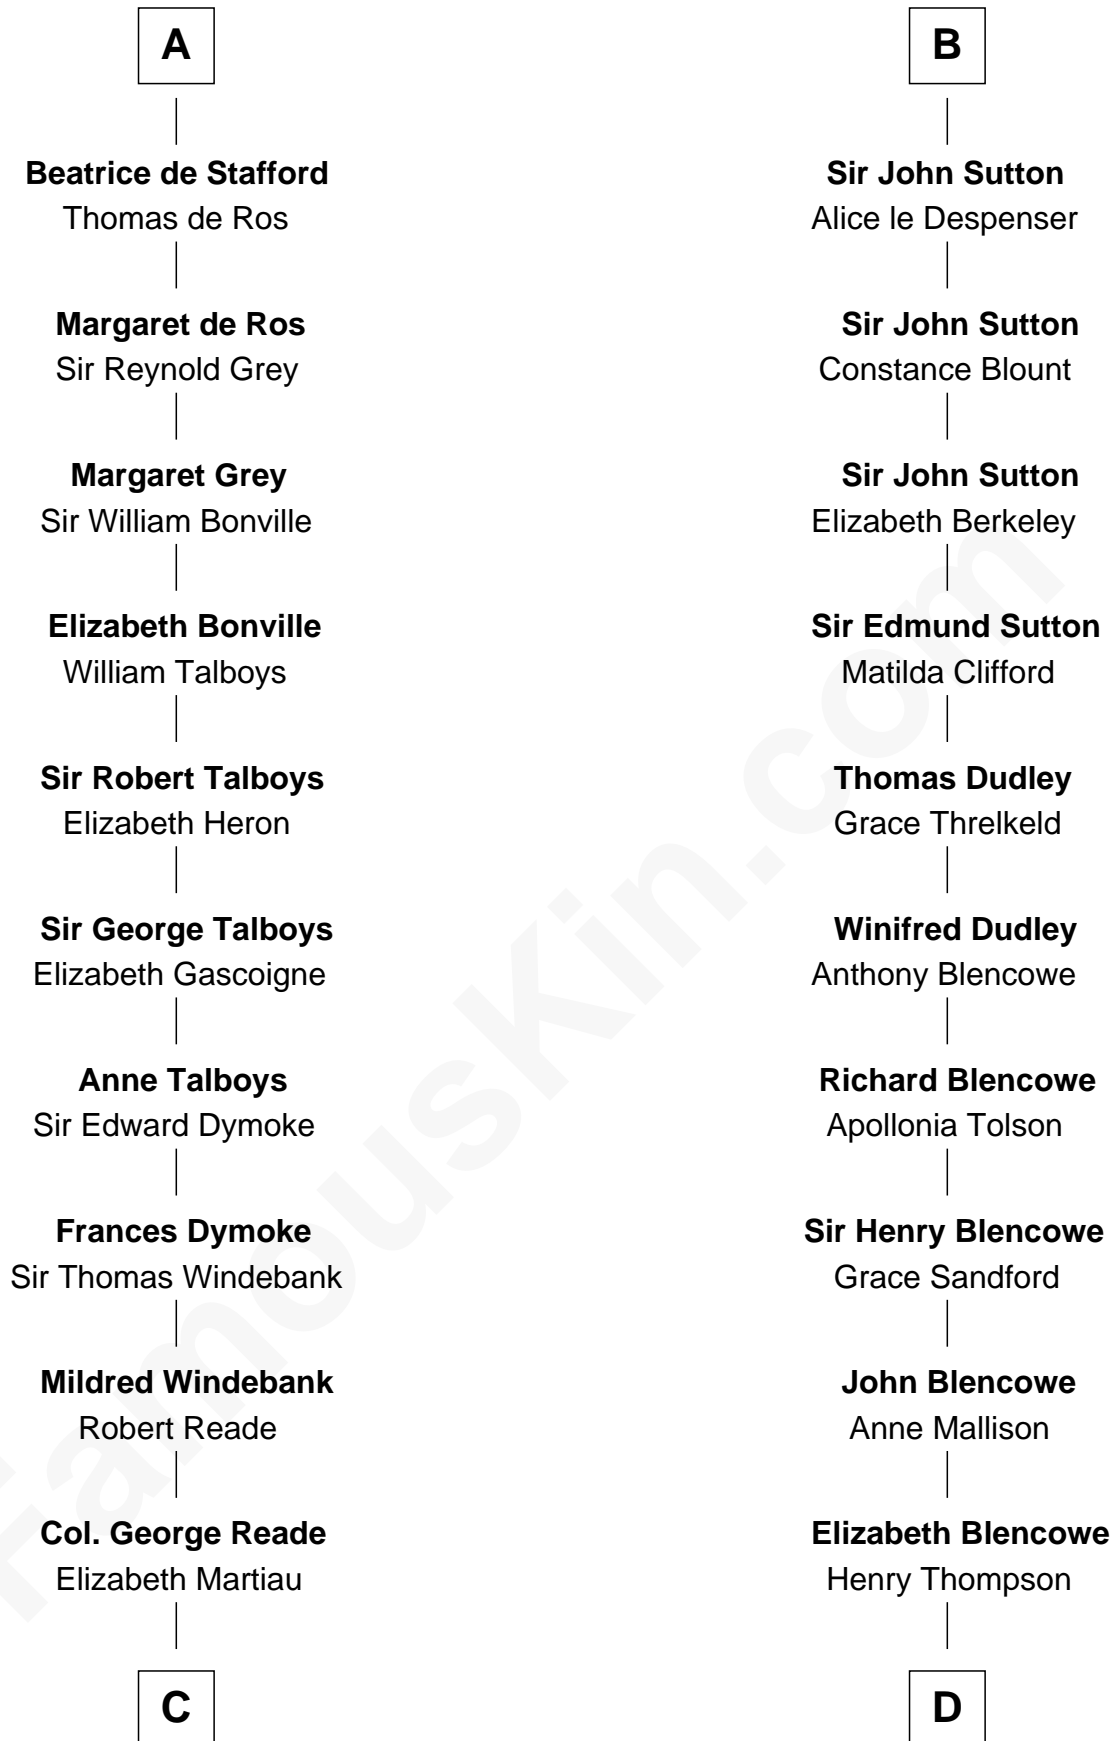 A
Beatrice de Stafford
Thomas de Ros
Margaret de Ros
Sir Reynold Grey
Margaret Grey
Sir William Bonville
Elizabeth Bonville
William Talboys
Sir Robert Talboys
Elizabeth Heron
Sir George Talboys
Elizabeth Gascoigne
Anne Talboys
Sir Edward Dymoke
Frances Dymoke
Sir Thomas Windebank
Mildred Windebank
Robert Reade
Col. George Reade
Elizabeth Martiau
C
B
Sir John Sutton
Alice le Despenser
Sir John Sutton
Constance Blount
Sir John Sutton
Elizabeth Berkeley
Sir Edmund Sutton
Matilda Clifford
Thomas Dudley
Grace Threlkeld
Winifred Dudley
Anthony Blencowe
Richard Blencowe
Apollonia Tolson
Sir Henry Blencowe
Grace Sandford
John Blencowe
Anne Mallison
Elizabeth Blencowe
Henry Thompson
D
FamousKin.com